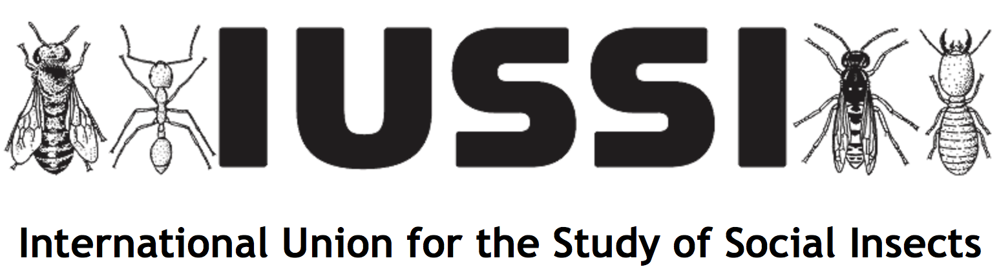 IUSSI
International Union for the Study of Social Insects